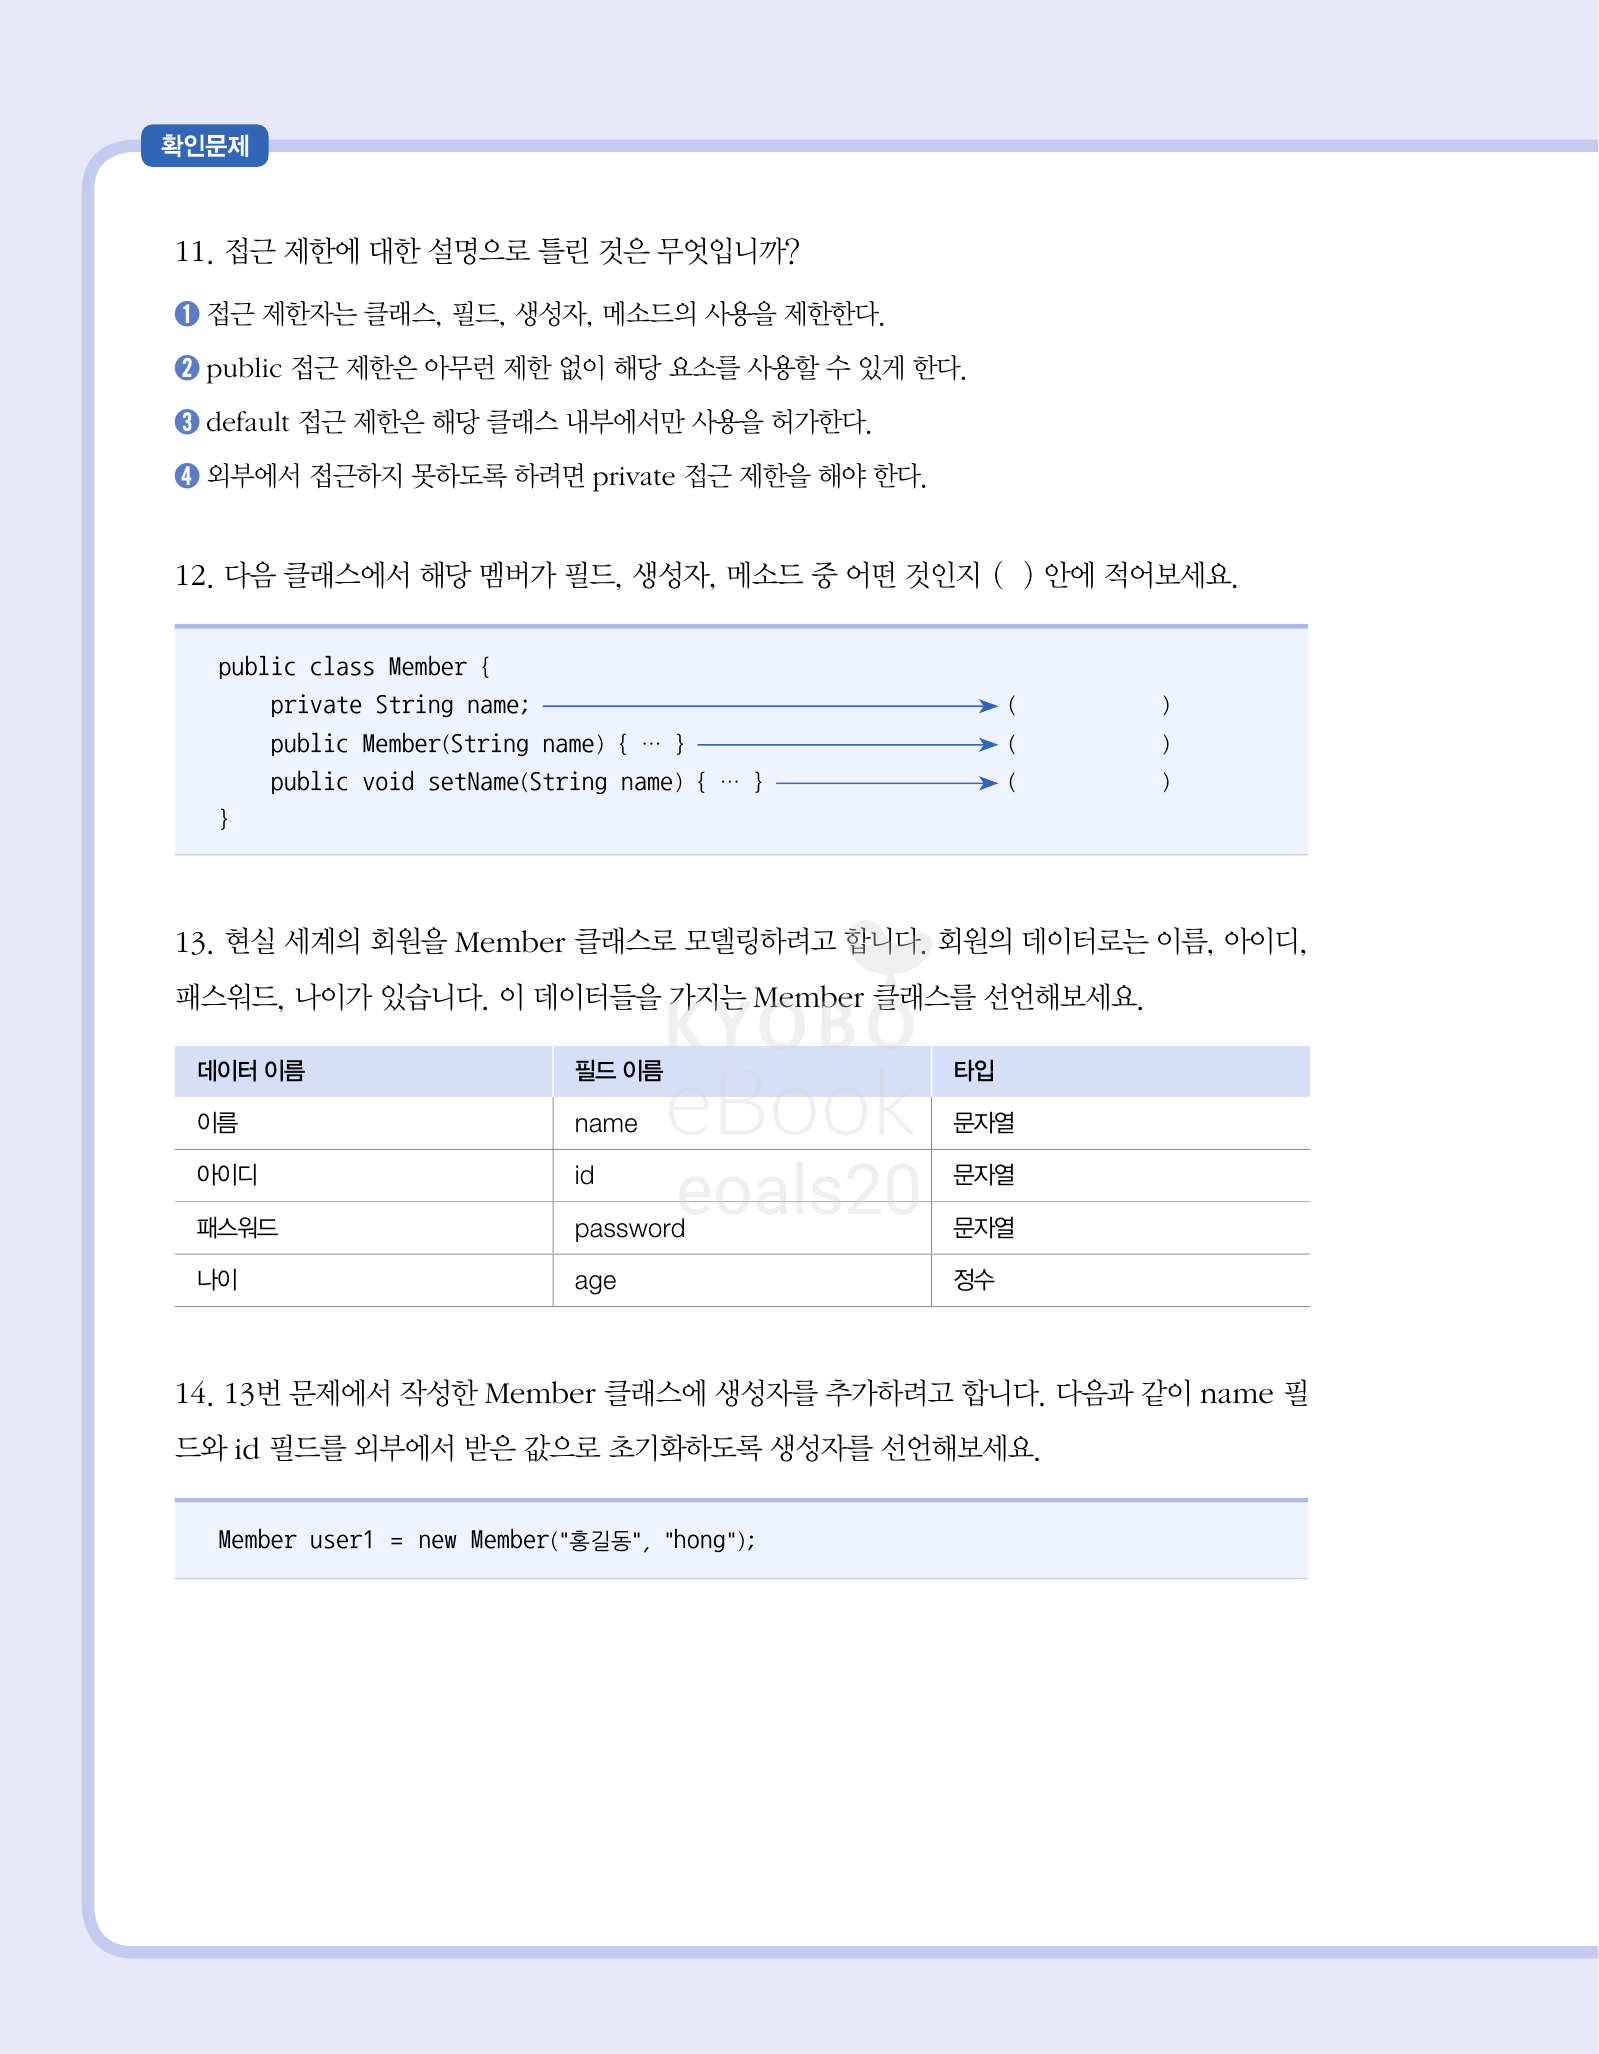 확인문제
11. 접근 제한에 대한 설명으로 틀린 것은 무엇입니까?
❶ 접근 제한자는 클래스, 필드, 생성자, 메소드의 사용을 제한한다.
❷ public 접근 제한은 아무런 제한 없이 해당 요소를 사용할 수 있게 한다.
❸ default 접근 제한은 해당 클래스 내부에서만 사용을 허가한다.
❹ 외부에서 접근하지 못하도록 하려면 private 접근 제한을 해야 한다.
12. 다음 클래스에서 해당 멤버가 필드, 생성자, 메소드 중 어떤 것인지 ( ) 안에 적어보세요.
public class Member {
private String name; ( )
public Member(String name) { … } ( )
public void setName(String name) { … } ( )
}
13. 현실 세계의 회원을 Member 클래스로 모델링하려고 합니다. 회원의 데이터로는 이름, 아이디,
패스워드, 나이가 있습니다. 이 데이터들을 가지는 Member 클래스를 선언해보세요.
KYOBO
eBook
eoals20
데이터 이름 필드 이름 타입
이름 name 문자열
아이디 id 문자열
패스워드 password 문자열
나이 age 정수
14. 13번 문제에서 작성한 Member 클래스에 생성자를 추가하려고 합니다. 다음과 같이 name 필
드와 id 필드를 외부에서 받은 값으로 초기화하도록 생성자를 선언해보세요.
Member user1 = new Member("홍길동", "hong");